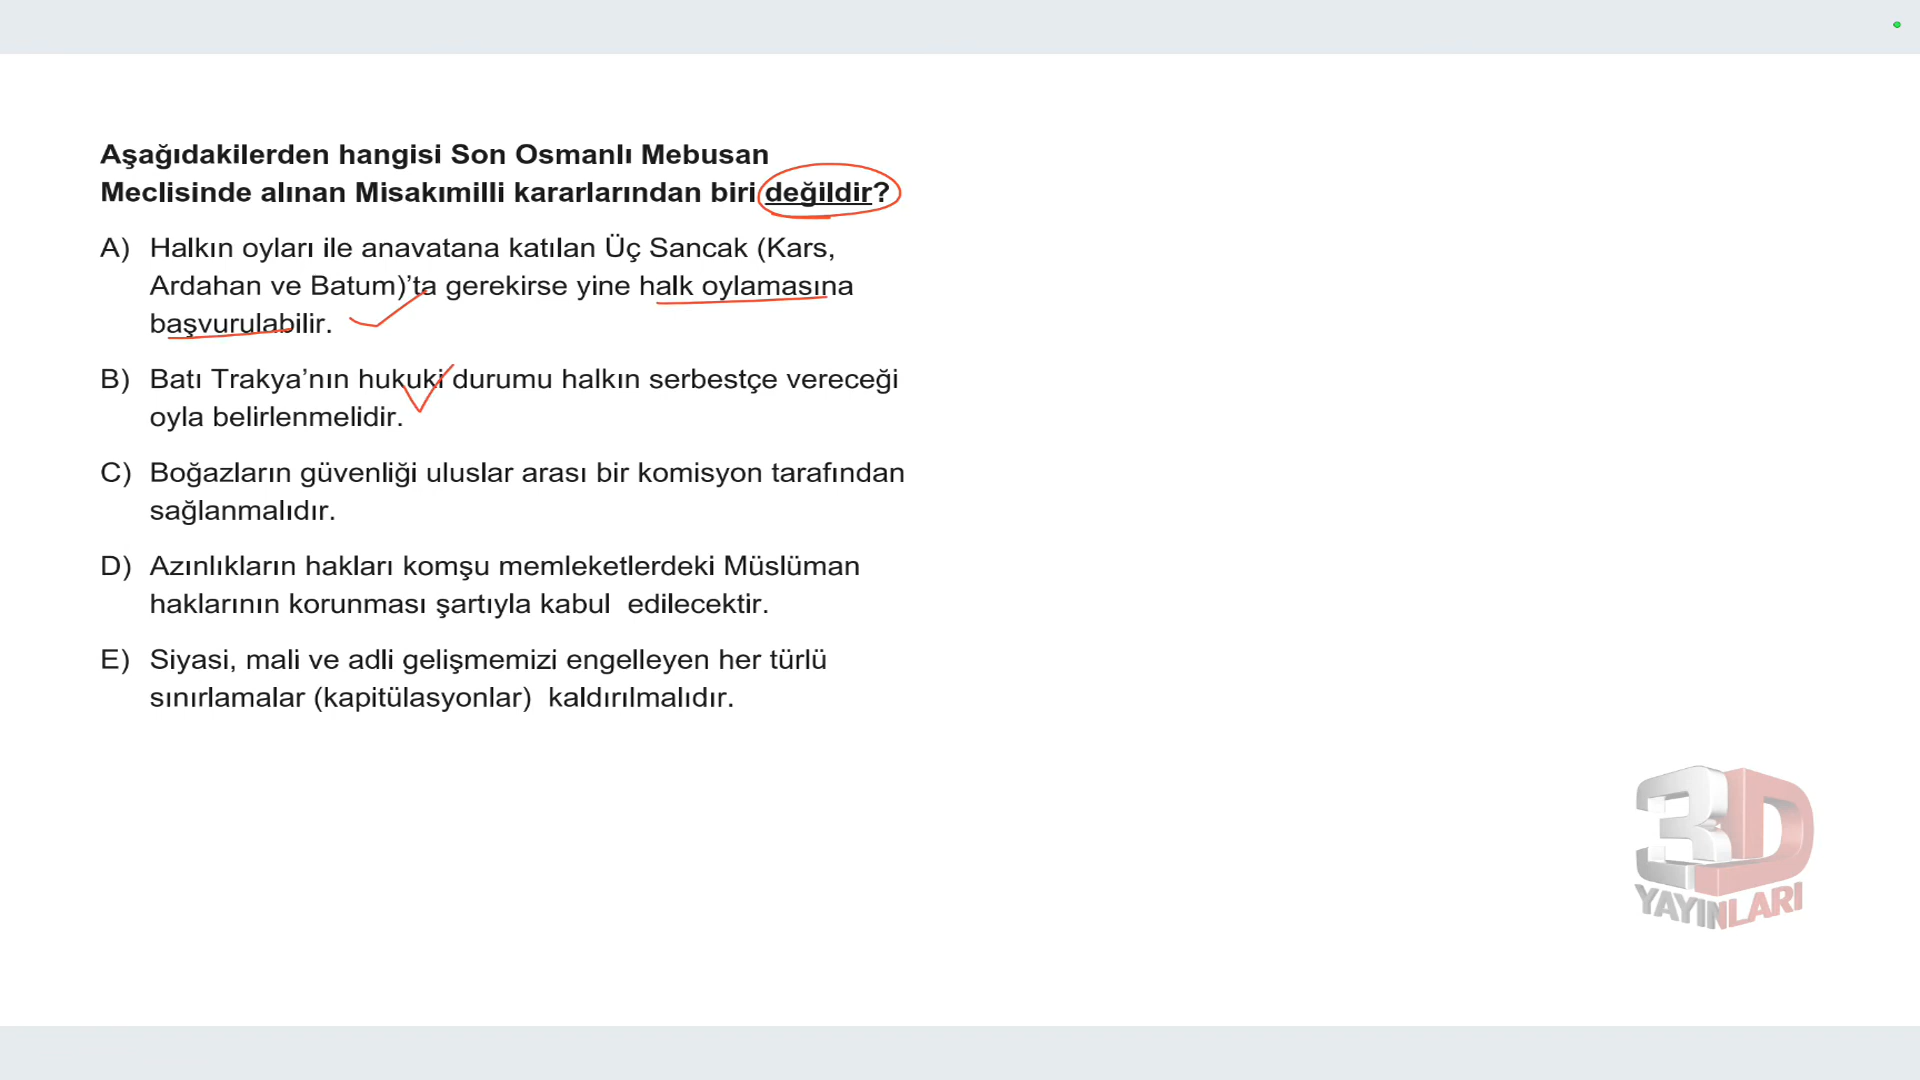 Aşağıdakilerden hangisi Son Osmanlı Mebusan
Meclisinde alınan Misakımilli kararlarından biri değildir?
A) Halkın oyları ile anavatana katılan Üç Sancak (Kars,
Ardahan ve Batum)’ta gerekirse yine halk oylamasına
başvurulabilir.
B) Batı Trakya’nın hukuki durumu halkın serbestçe vereceği
oyla belirlenmelidir.
C) Boğazların güvenliği uluslar arası bir komisyon tarafından
sağlanmalıdır.
D) Azınlıkların hakları komşu memleketlerdeki Müslüman
haklarının korunması şartıyla kabul edilecektir.
E) Siyasi, mali ve adli gelişmemizi engelleyen her türlü
sınırlamalar (kapitülasyonlar) kaldırılmalıdır.
3D
YAYINLARI